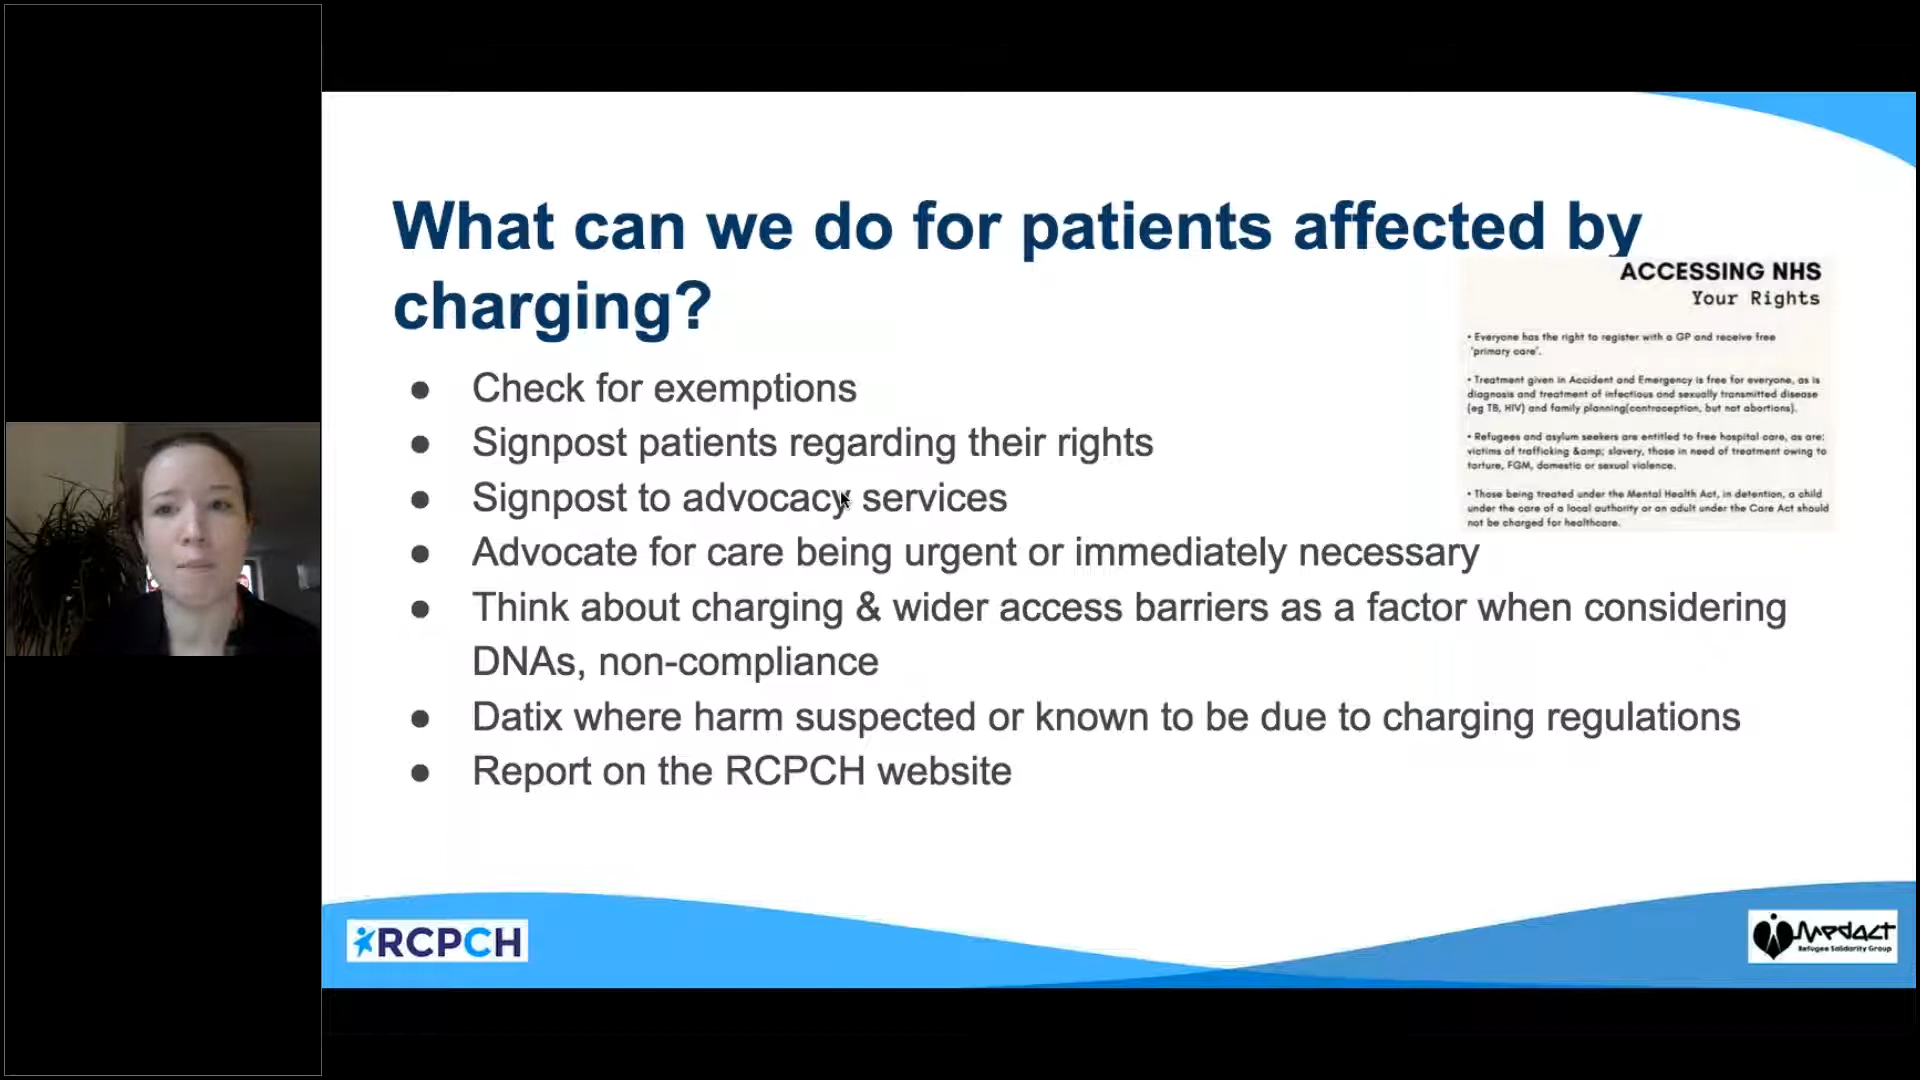 What can we do for patients affected by
charging?
● Check for exemptions
● Signpost patients regarding their rights
● Signpost to advocacy services
● Advocate for care being urgent or immediately necessary
● Think about charging & wider access barriers as a factor when considering
DNAs, non-compliance
● Datix where harm suspected or known to be due to charging regulations
● Report on the RCPCH website
ACCESSING NHS
Your Rights
• Everyone has the right to register with a GP and receive free
'primary care'.
• Treatment given in Accident and Emergency is free for everyone, as is
diagnosis and treatment of infectious and sexually transmitted disease
(eg TB, HIV) and family planning(contraception, but not abortions).
• Refugees and asylum seekers are entitled to free hospital care, as are:
victims of trafficking &amp; slavery, those in need of treatment owing to
torture, FGM, domestic or sexual violence.
• Those being treated under the Mental Health Act, in detention, a child
under the care of a local authority or an adult under the Care Act should
not be charged for healthcare.
RCPCH
Medact
Refugee Solidarity Group